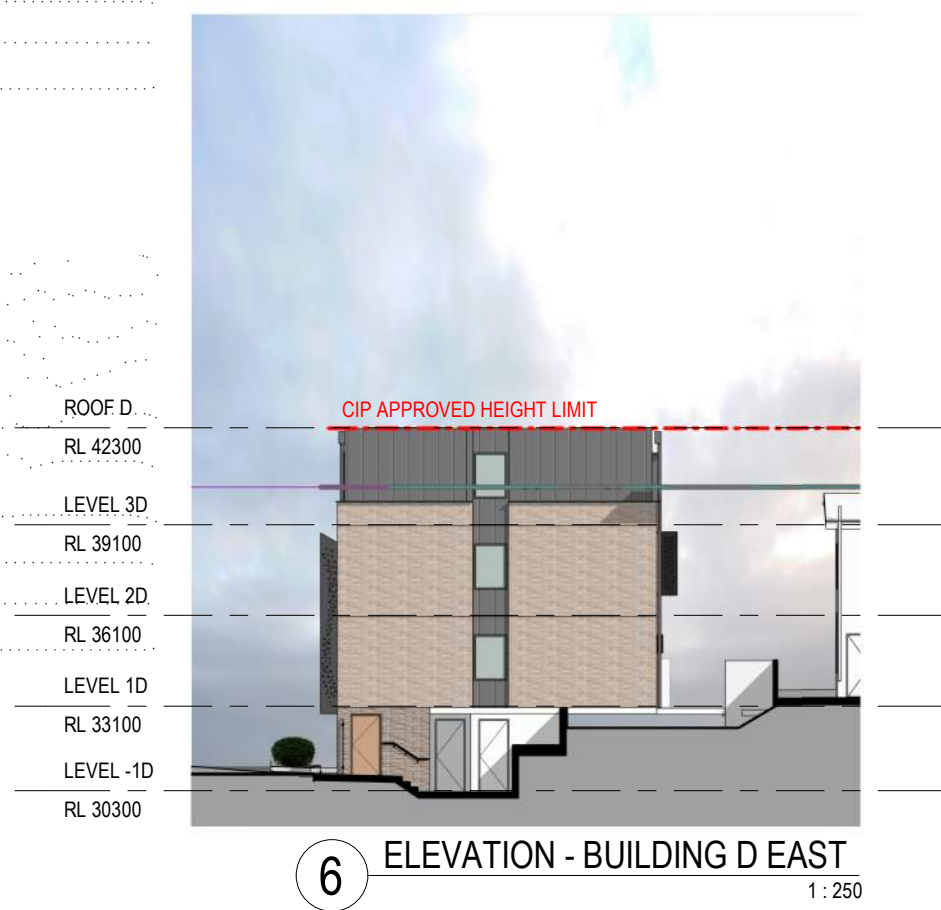 CIP APPROVED HEIGHT LIMIT
ROOF D
RL 42300
LEVEL 3D
RL 39100
LEVEL 2D
RL 36100
LEVEL 1D
RL 33100
LEVEL -1D
RL 30300
6 ELEVATION - BUILDING D EAST
1 : 250